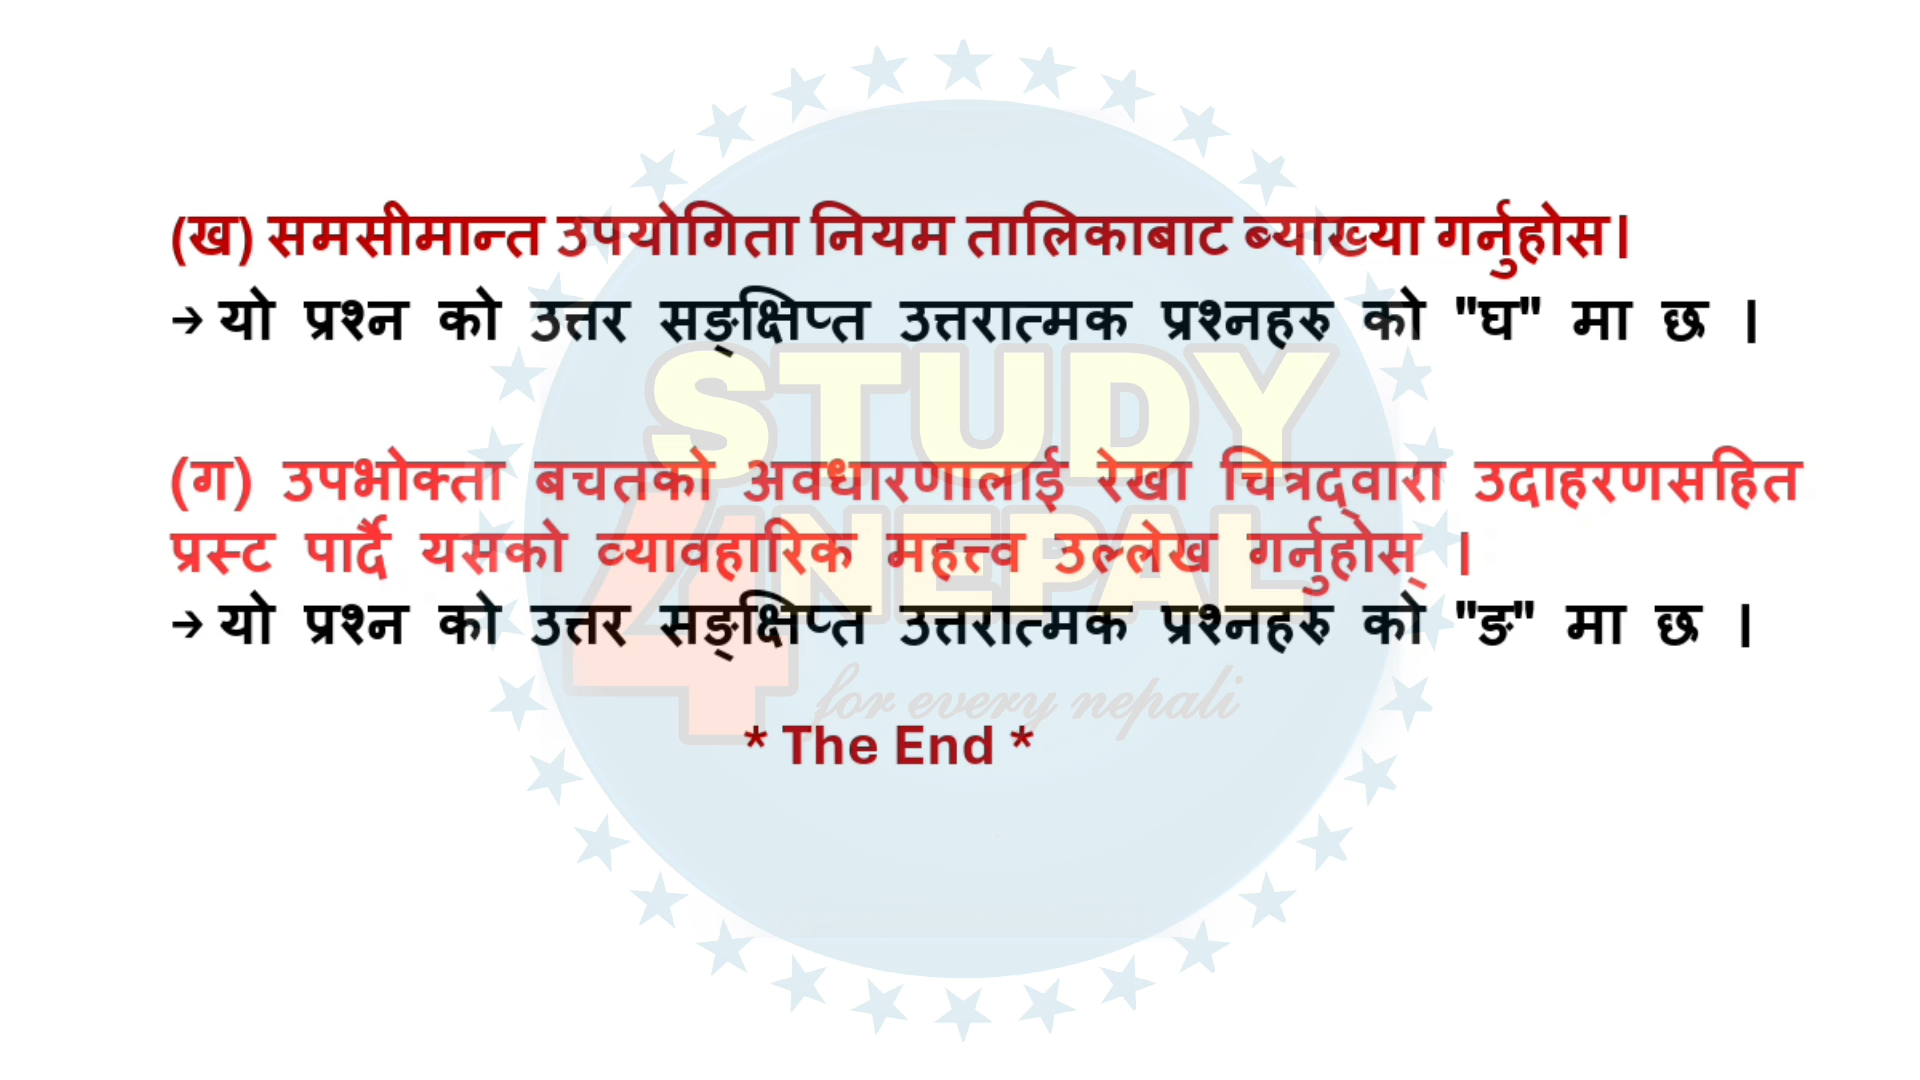 (ख) समसीमान्त उपयोगिता नियम तालिकाबाट ब्याख्या गर्नुहोस।
→ यो प्रश्न को उत्तर सङ्क्षिप्त उत्तरात्मक प्रश्नहरु को "घ" मा छ ।
(ग) उपभोक्ता बचतको अवधारणालाई रेखा चित्रद्वारा उदाहरणसहित
प्रस्ट पार्दै यसको व्यावहारिक महत्त्व उल्लेख गर्नुहोस् ।
→ यो प्रश्न को उत्तर सङ्क्षिप्त उत्तरात्मक प्रश्नहरु को "ङ" मा छ ।
* The End *
STUDY
4 NEPAL
for every nepali